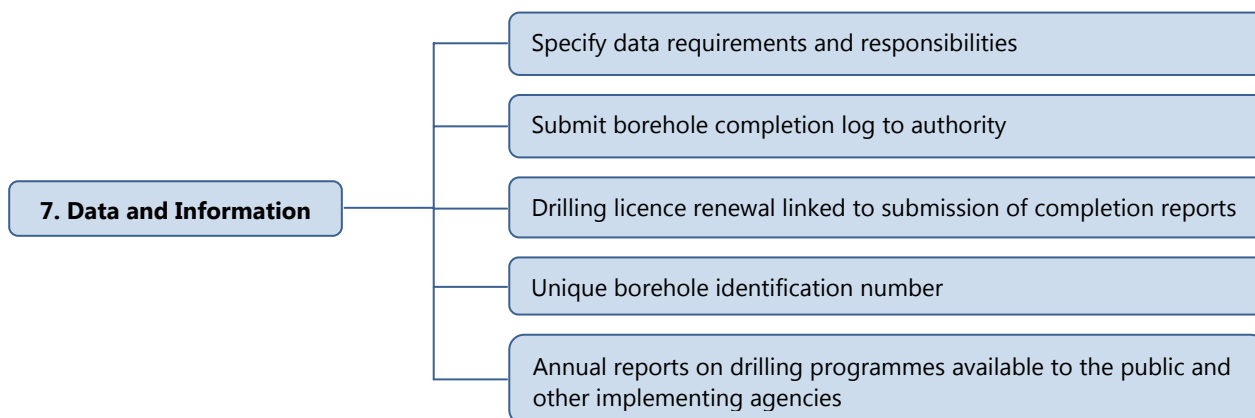 Specify data requirements and responsibilities
Submit borehole completion log to authority
7. Data and Information
Drilling licence renewal linked to submission of completion reports
Unique borehole identification number
Annual reports on drilling programmes available to the public and
other implementing agencies